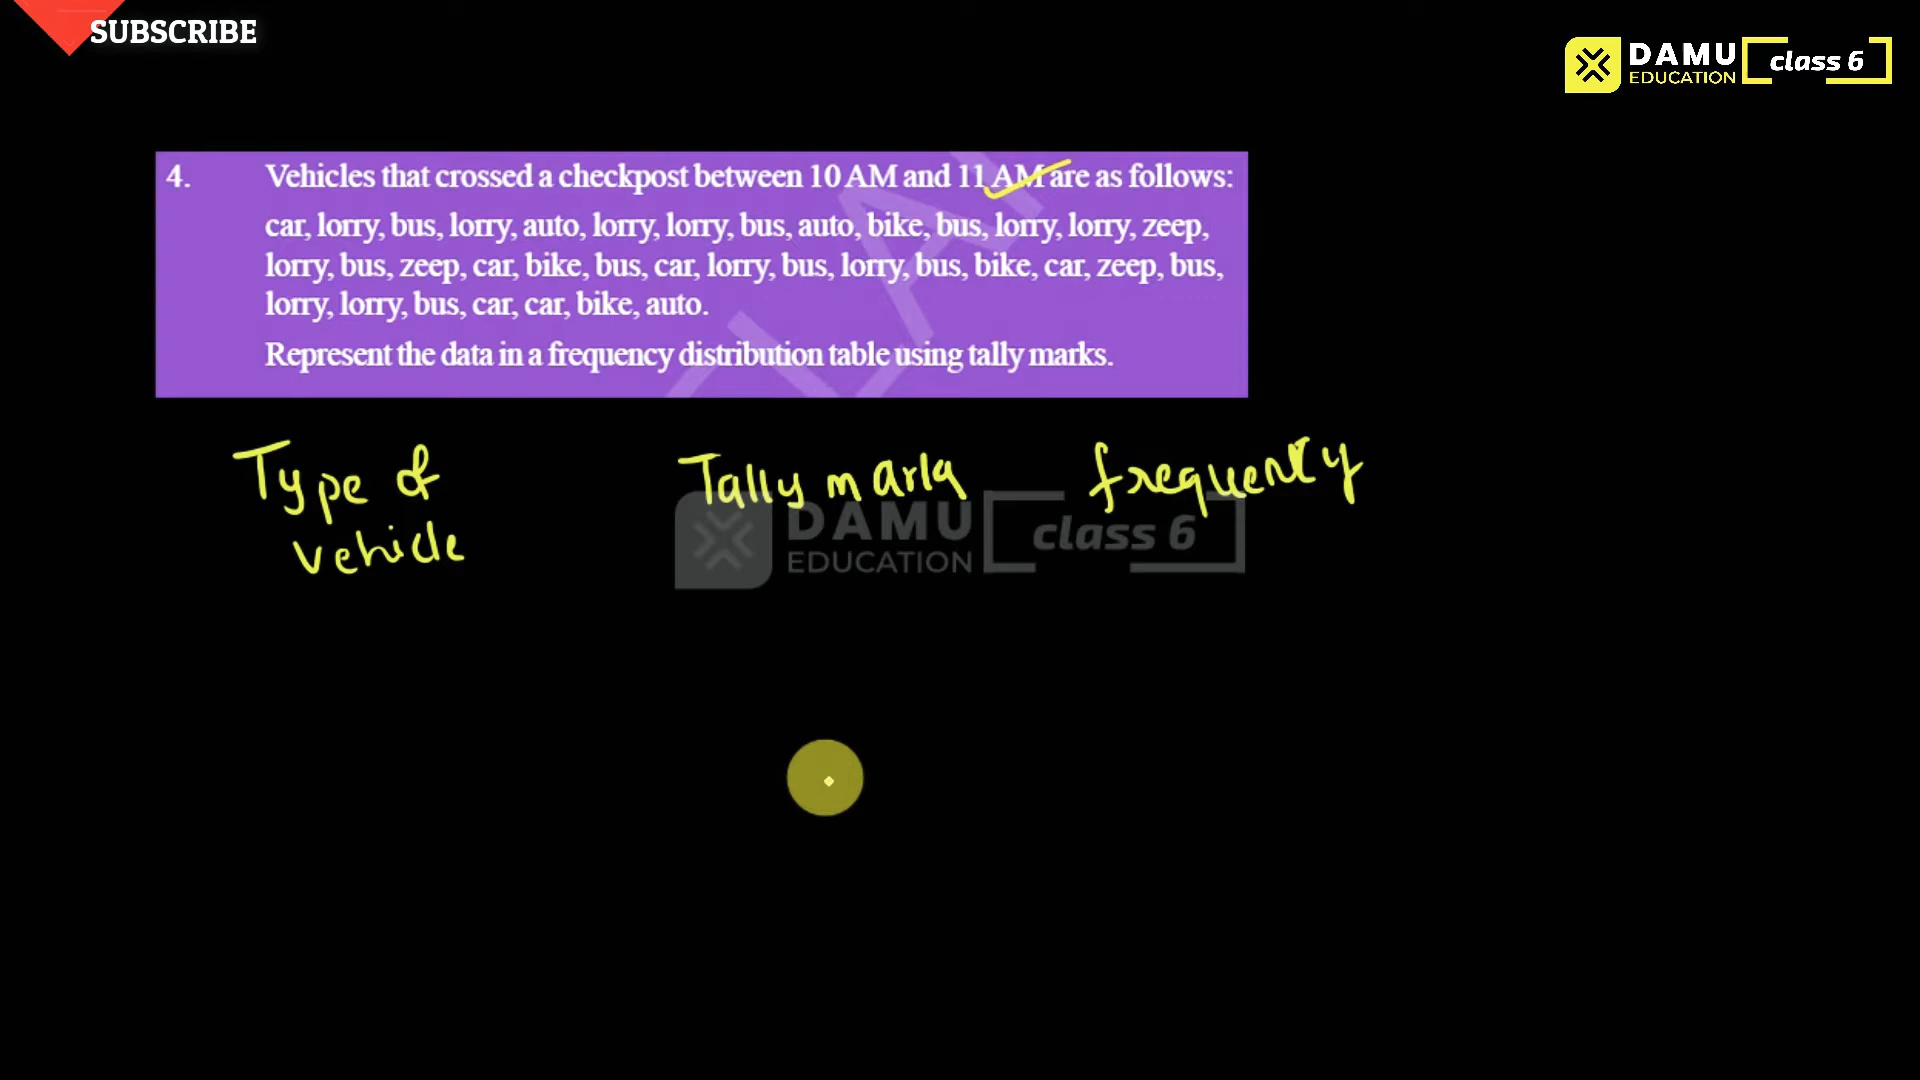 SUBSCRIBE
DAMU
EDUCATION
class 6
4. Vehicles that crossed a checkpost between 10 AM and 11 AM are as follows:
car, lorry, bus, lorry, auto, lorry, lorry, bus, auto, bike, bus, lorry, lorry, zeep,
lorry, bus, zeep, car, bike, bus, car, lorry, bus, lorry, bus, bike, car, zeep, bus,
lorry, lorry, bus, car, car, bike, auto.
Represent the data in a frequency distribution table using tally marks.
Type of Tally marks frequency
vehicle
DAMU
EDUCATION
class 6